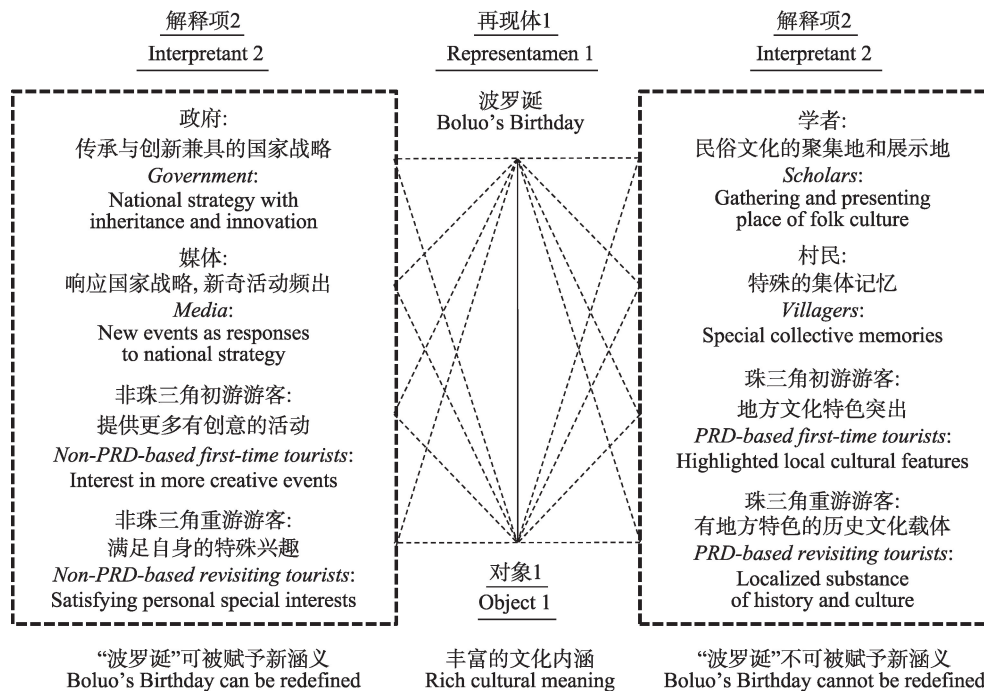 解释项2
Interpretant 2
政府:
传承与创新兼具的国家战略
Government:
National strategy with
inheritance and innovation
媒体:
响应国家战略, 新奇活动频出
Media:
New events as responses
to national strategy
非珠三角初游游客:
提供更多有创意的活动
Non-PRD-based first-time tourists:
Interest in more creative events
非珠三角重游游客:
满足自身的特殊兴趣
Non-PRD-based revisiting tourists:
Satisfying personal special interests
“波罗诞”可被赋予新涵义
Boluo’s Birthday can be redefined
再现体1
Representamen 1
波罗诞
Boluo’s Birthday
对象1
Object 1
丰富的文化内涵
Rich cultural meaning
解释项2
Interpretant 2
学者:
民俗文化的聚集地和展示地
Scholars:
Gathering and presenting
place of folk culture
村民:
特殊的集体记忆
Villagers:
Special collective memories
珠三角初游游客:
地方文化特色突出
PRD-based first-time tourists:
Highlighted local cultural features
珠三角重游游客:
有地方特色的历史文化载体
PRD-based revisiting tourists:
Localized substance
of history and culture
“波罗诞”不可被赋予新涵义
Boluo’s Birthday cannot be redefined